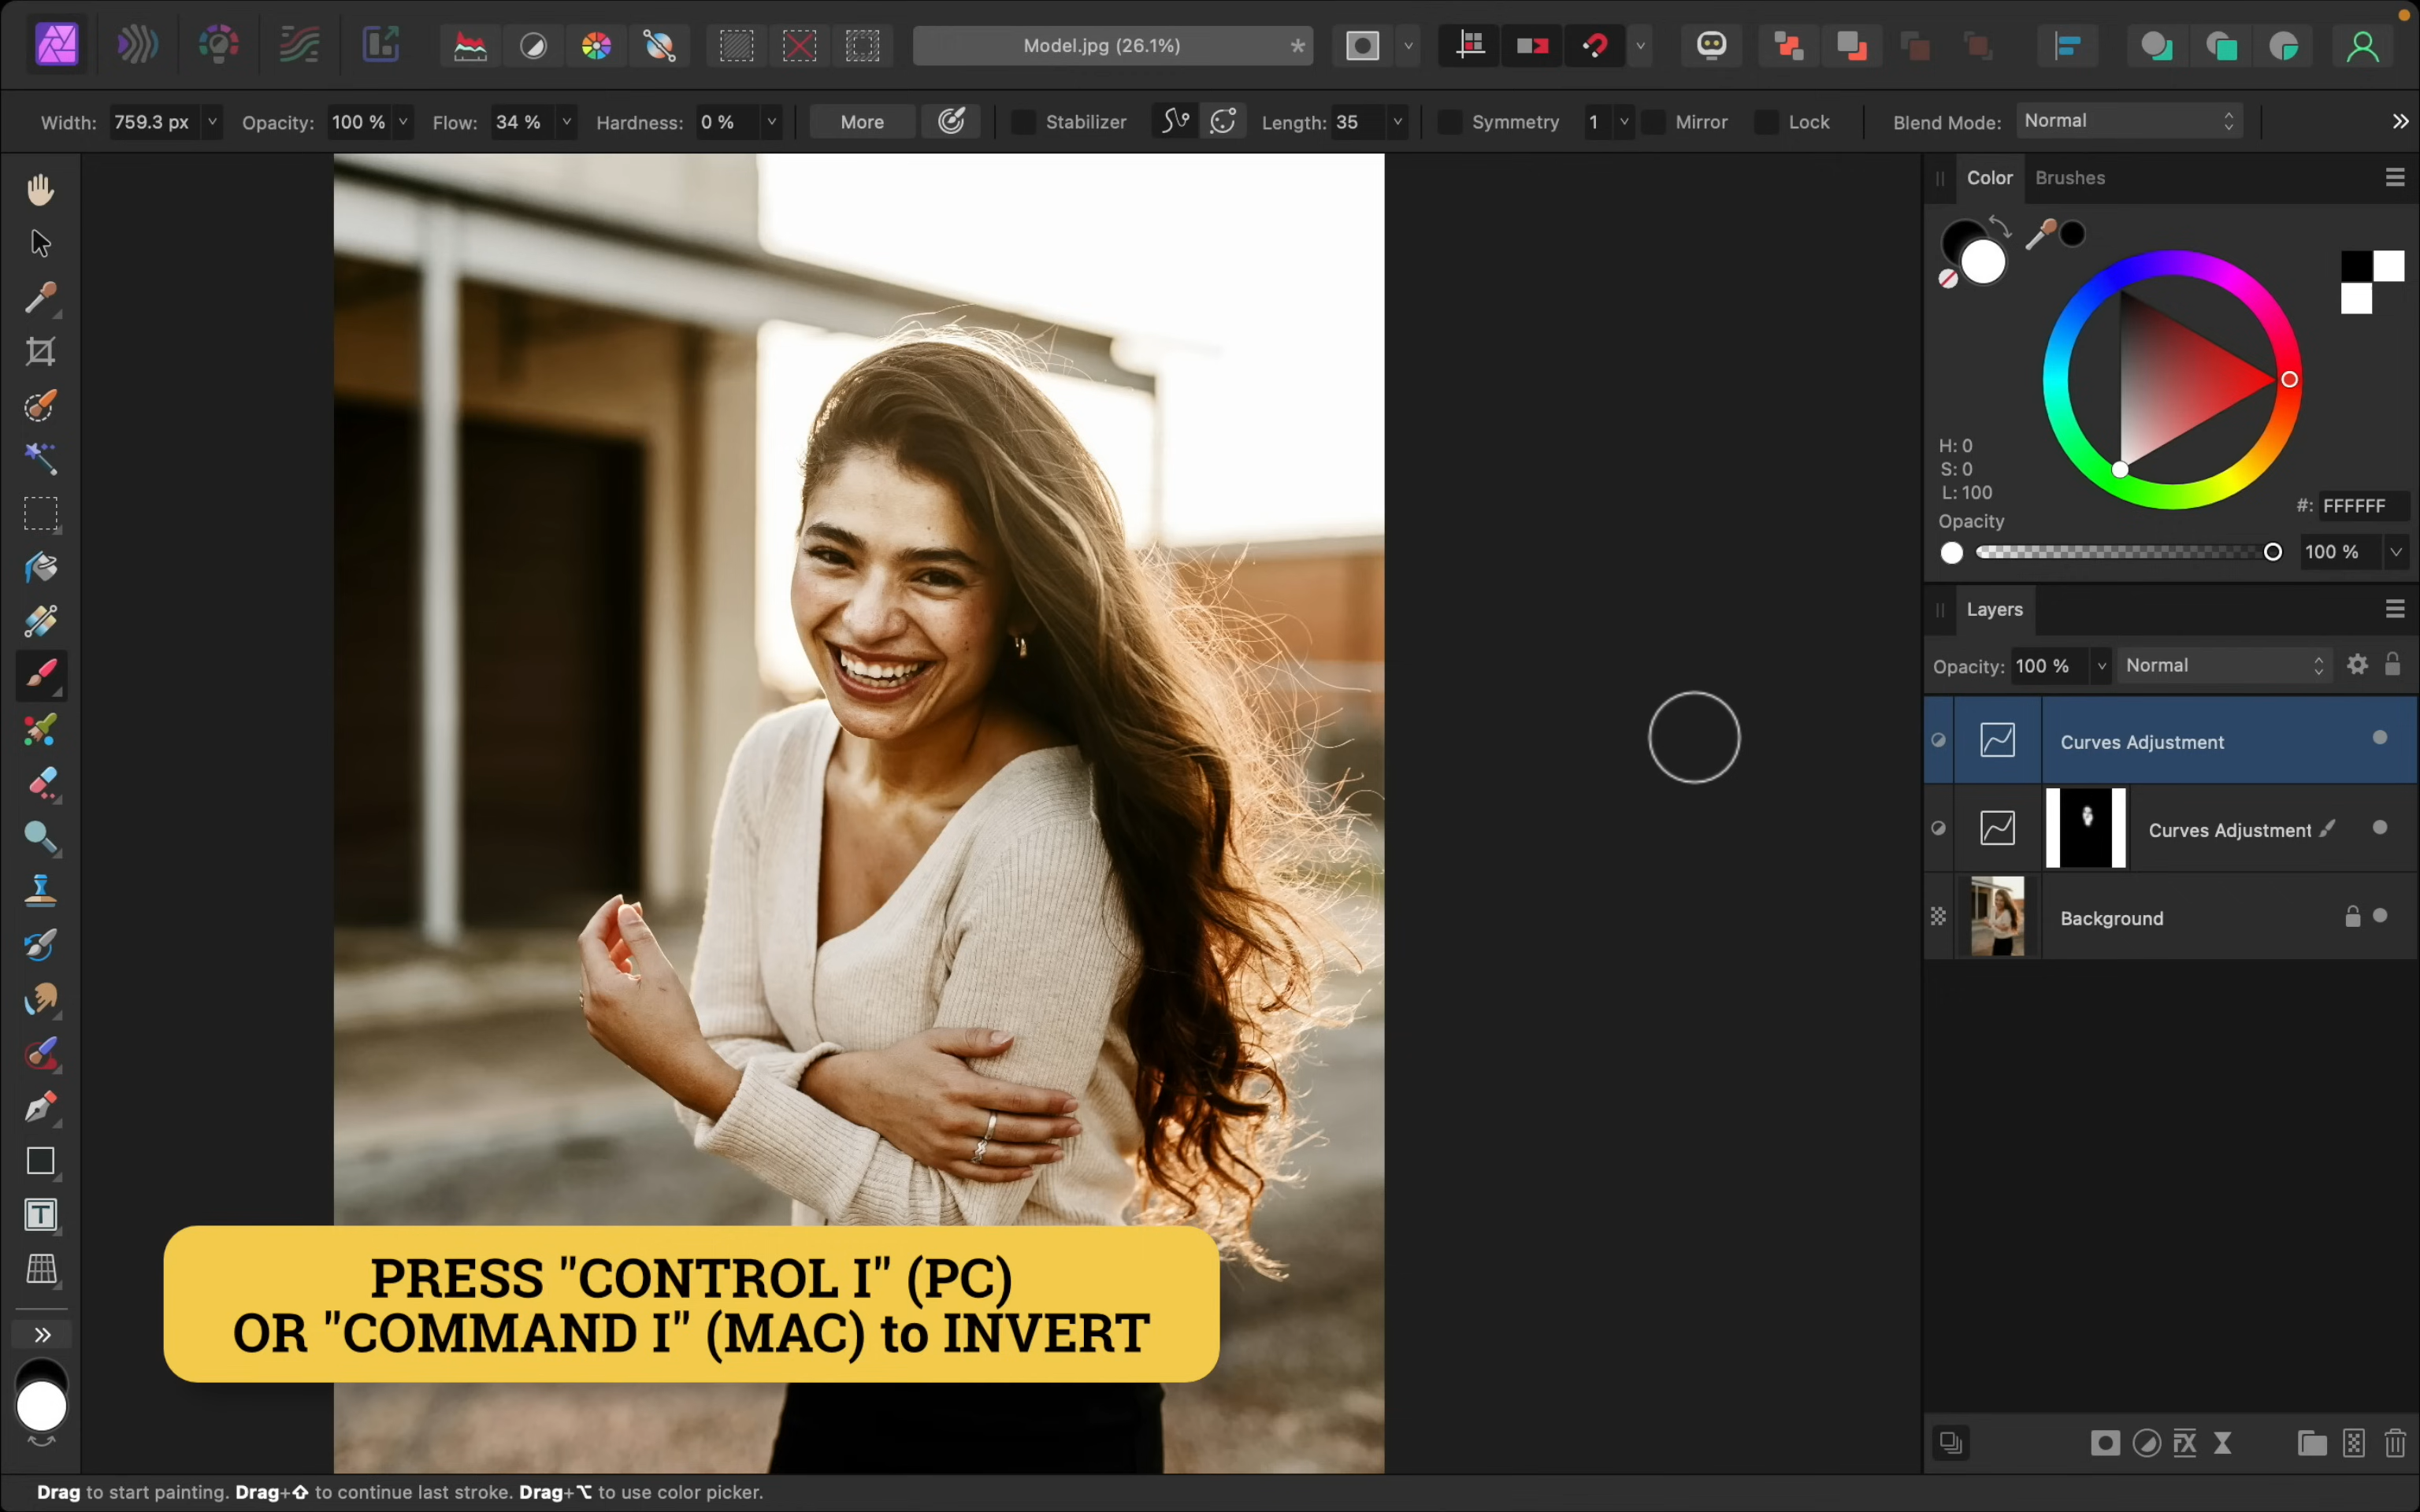 Model.jpg (26.1%) *
Width: 759.3 px Opacity: 100 % Flow: 34 % Hardness: 0 % More Stabilizer Length: 35 Symmetry 1 Mirror Lock Blend Mode: Normal
Color Brushes
H: 0
S: 0
L: 100
#: FFFFFF
Opacity
100 %
Layers
Opacity: 100 % Normal
Curves Adjustment
Curves Adjustment
Background
PRESS "CONTROL I" (PC)
OR "COMMAND I" (MAC) to INVERT
Drag to start painting. Drag+⇧ to continue last stroke. Drag+⌥ to use color picker.